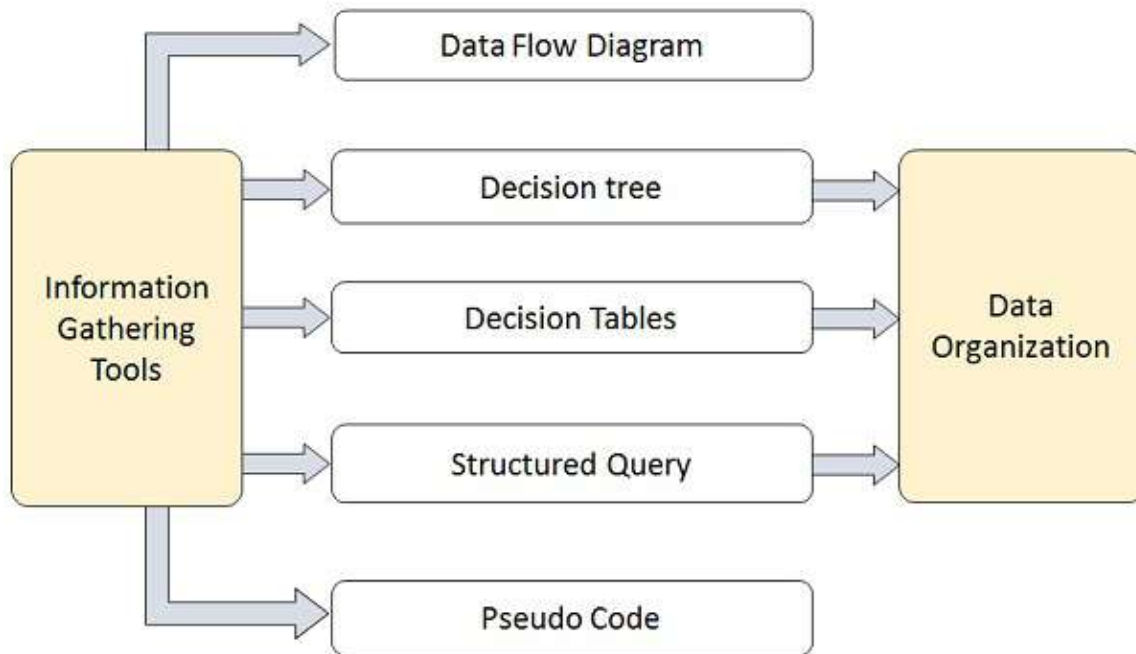 Data Flow Diagram
Decision tree
Information
Gathering
Tools
Decision Tables
Data
Organization
Structured Query
Pseudo Code